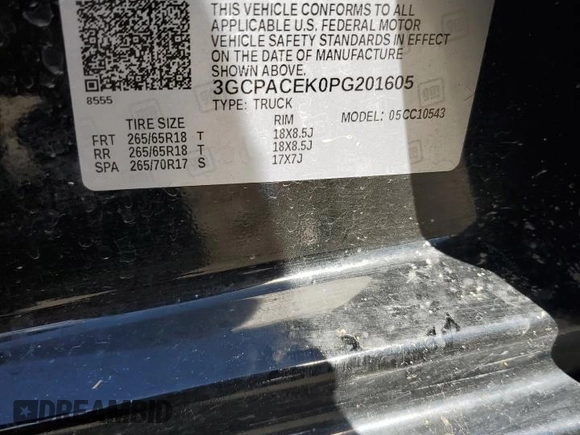 THIS VEHICLE CONFORMS TO ALL
APPLICABLE U.S. FEDERAL MOTOR
VEHICLE SAFETY STANDARDS IN EFFECT
ON THE DATE OF MANUFACTURE
SHOWN ABOVE.
8555
3GCPACEK0PG201605
TYPE: TRUCK
MODEL: 05CC10543
TIRE SIZE RIM
FRT 265/65R18 T 18X8.5J
RR 265/65R18 T 18X8.5J
SPA 265/70R17 S 17X7J
DREAMBID